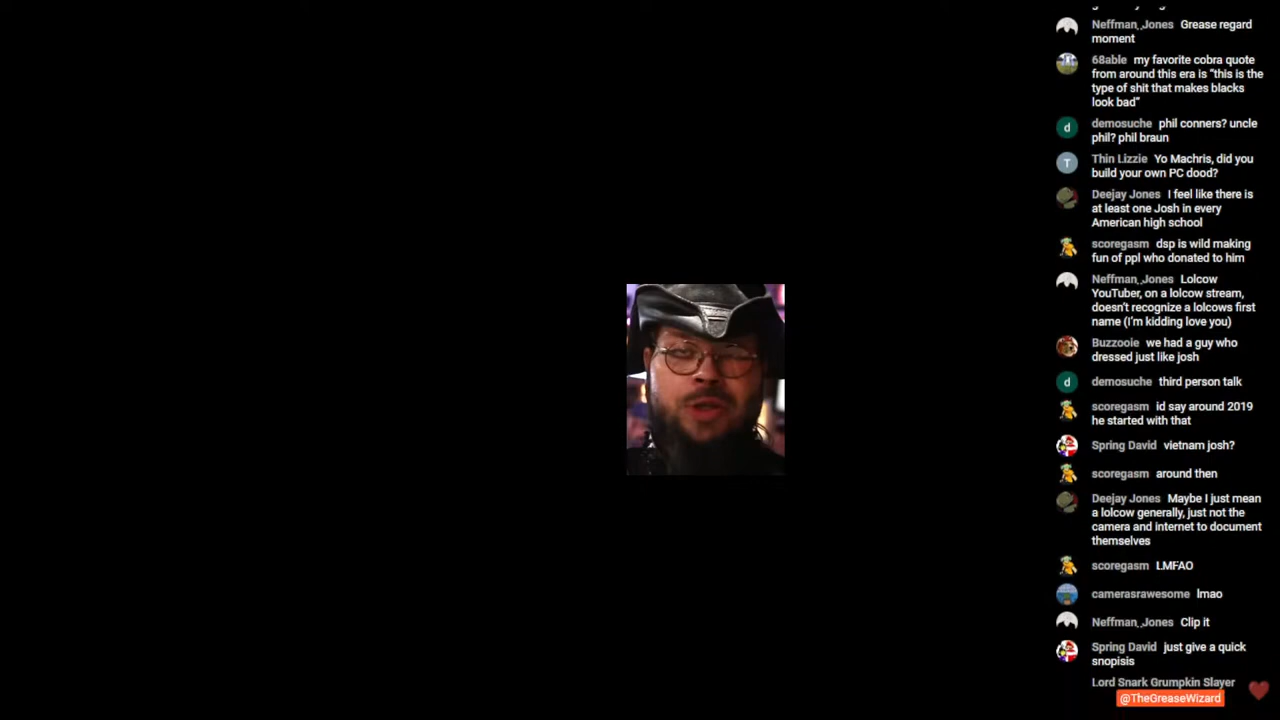 Neffman_Jones Grease regard
moment
68able my favorite cobra quote
from around this era is "this is the
type of shit that makes blacks
look bad"
d
demosuche phil conners? uncle
phil? phil braun
T
Thin Lizzie Yo Machris, did you
build your own PC dood?
Deejay Jones I feel like there is
at least one Josh in every
American high school
scoregasm dsp is wild making
fun of ppl who donated to him
Neffman_Jones Lolcow
YouTuber, on a lolcow stream,
doesn't recognize a lolcows first
name (I'm kidding love you)
Buzzooie we had a guy who
dressed just like josh
d
demosuche third person talk
scoregasm id say around 2019
he started with that
Spring David vietnam josh?
scoregasm around then
Deejay Jones Maybe I just mean
a lolcow generally, just not the
camera and internet to document
themselves
scoregasm LMFAO
camerasrawesome lmao
Neffman_Jones Clip it
Spring David just give a quick
snopisis
Lord Snark Grumpkin Slayer
@TheGreaseWizard